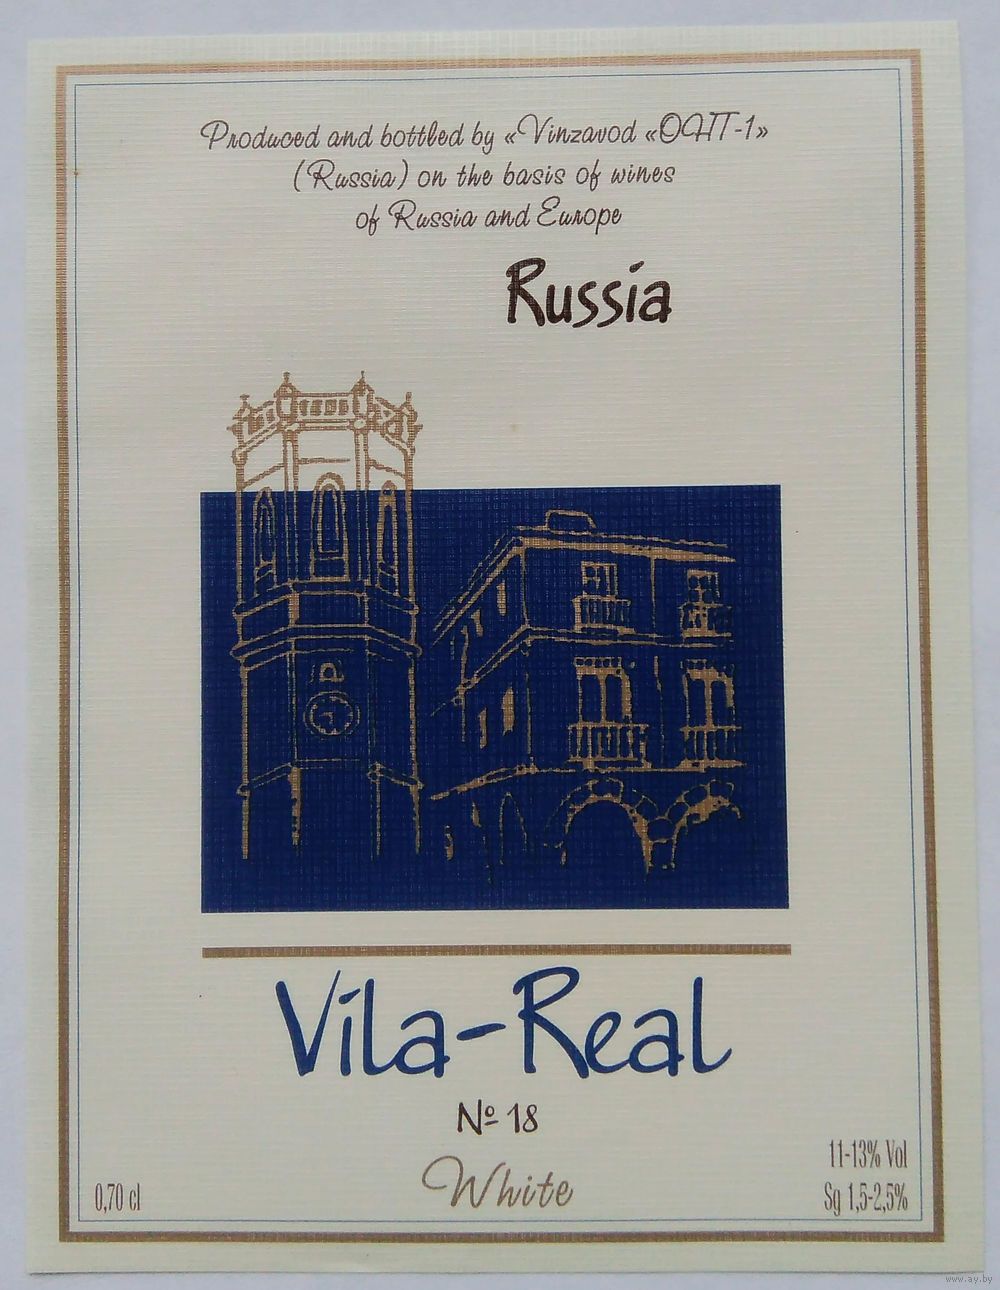 Produced and bottled by «Vinzavod «ОНТ-1»
(Russia) on the basis of wines
of Russia and Europe
Russia
Vila-Real
№ 18
White
0,70 cl
11-13% Vol
Sg 1,5-2,5%
www.ay.by